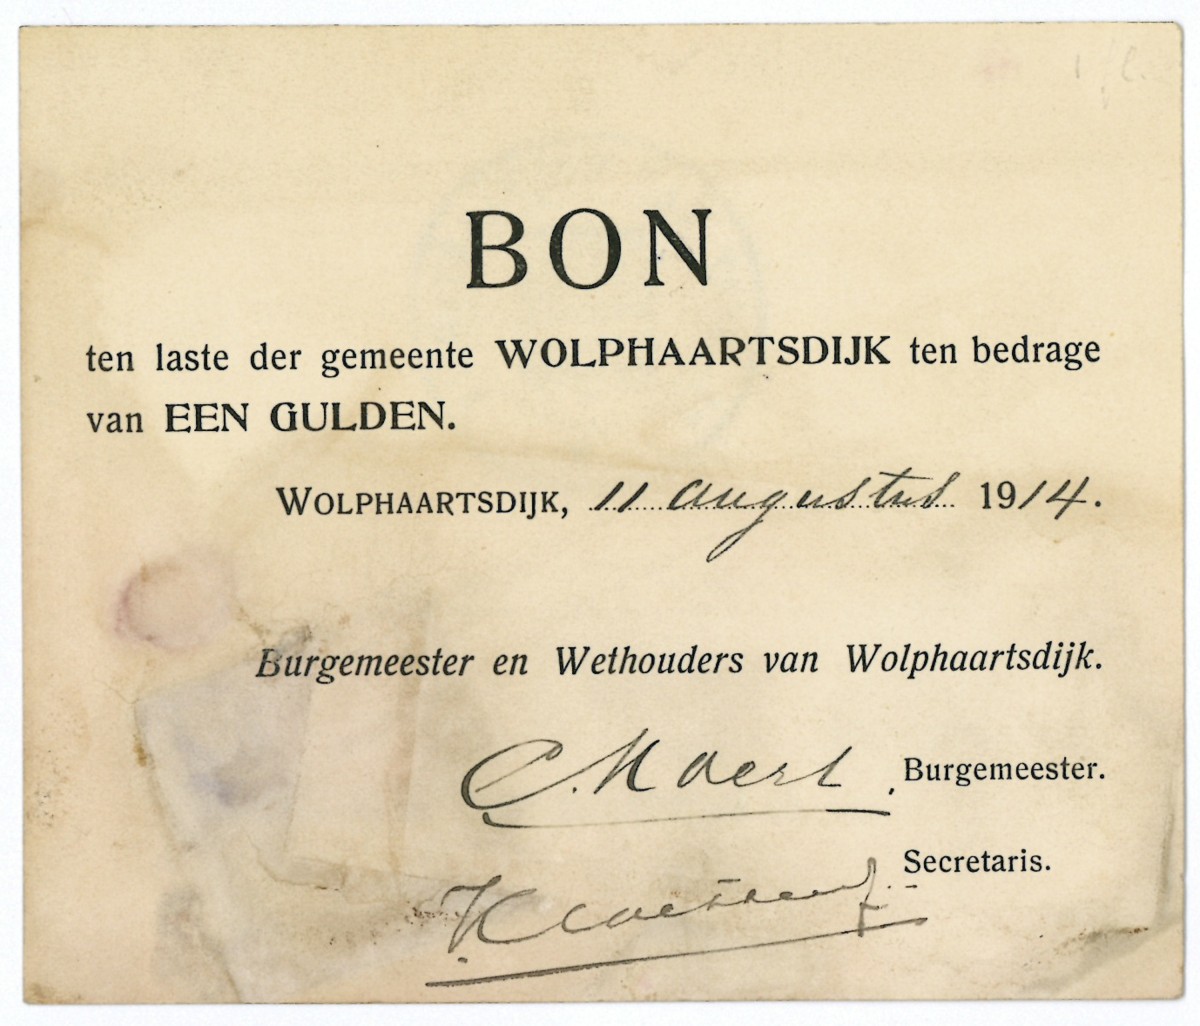 BON
ten laste der gemeente WOLPHAARTSDIJK ten bedrage
van EEN GULDEN.
WOLPHAARTSDIJK, 11 augustus 1914.
Burgemeester en Wethouders van Wolphaartsdijk.
Burgemeester.
Secretaris.